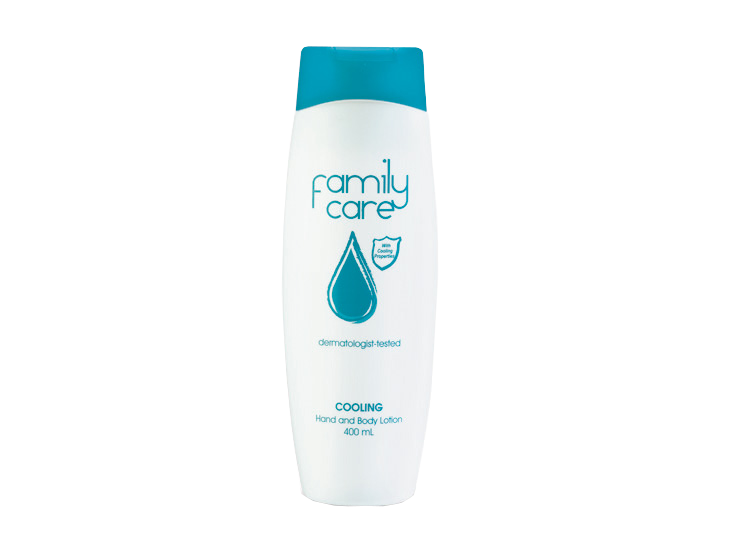 family
care
With
Cooling
Properties
dermatologist-tested
COOLING
Hand and Body Lotion
400 mL